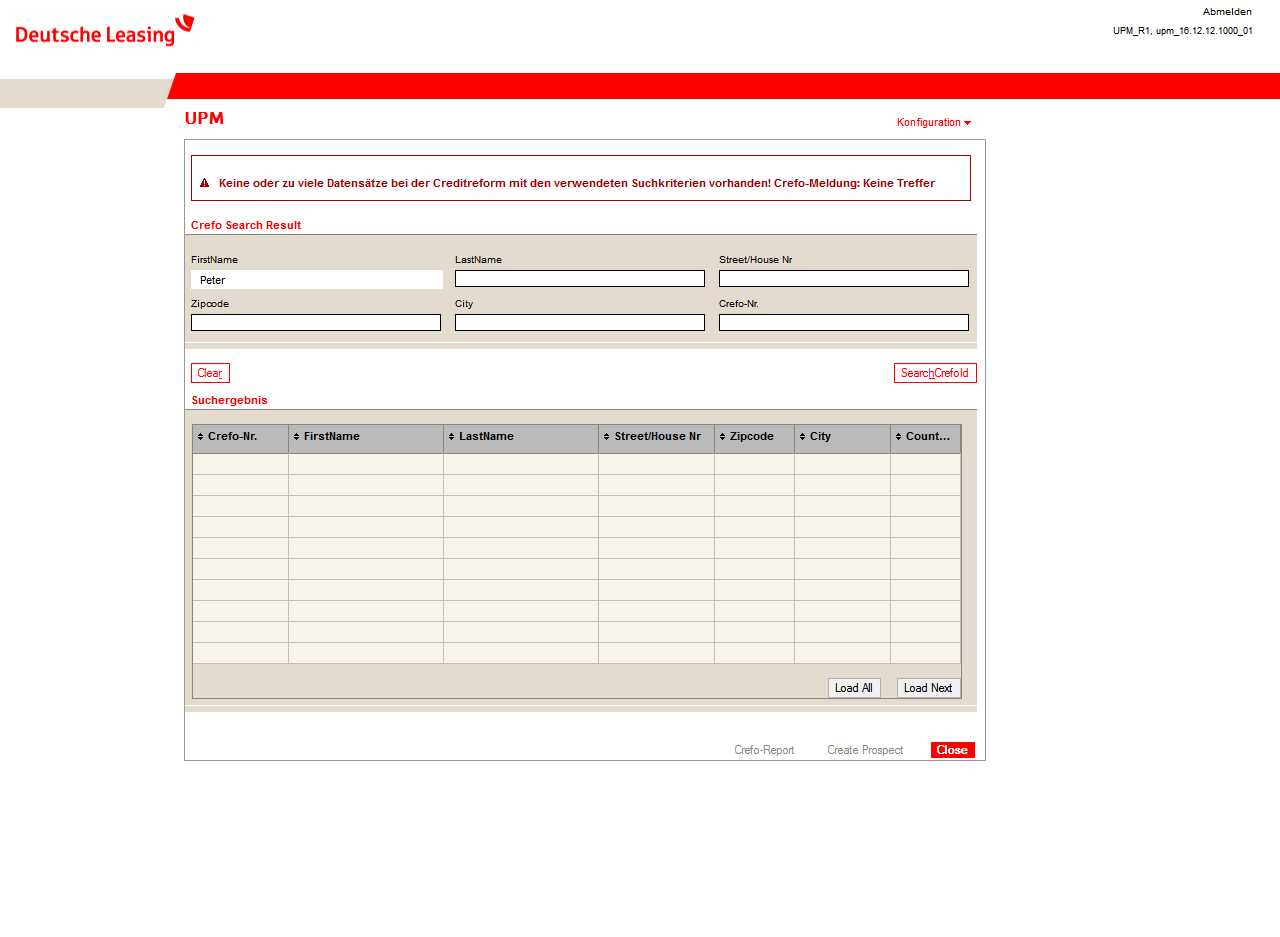 Deutsche Leasing
Abmelden
UPM_R1, upm_16.12.12.1000_01
UPM
Konfiguration
Keine oder zu viele Datensätze bei der Creditreform mit den verwendeten Suchkriterien vorhanden! Crefo-Meldung: Keine Treffer
Crefo Search Result
FirstName LastName Street/House Nr
Peter
Zipcode City Crefo-Nr.
Clear SearchCrefoId
Suchergebnis
Crefo-Nr. FirstName LastName Street/House Nr Zipcode City Count...
Load All Load Next
Crefo-Report Create Prospect Close